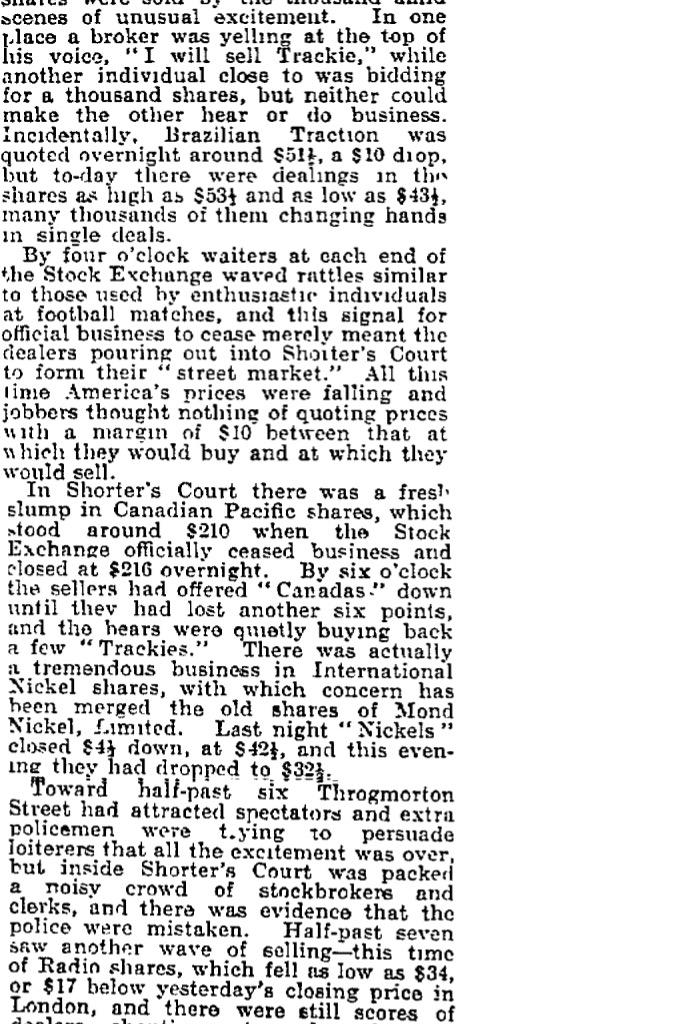 shares were sold by the thousand amid
scenes of unusual excitement. In one
place a broker was yelling at the top of
his voice, "I will sell Trackie," while
another individual close to was bidding
for a thousand shares, but neither could
make the other hear or do business.
Incidentally, Brazilian Traction was
quoted overnight around $51½, a $10 drop,
but to-day there were dealings in the
shares as high as $53½ and as low as $43½,
many thousands of them changing hands
in single deals.
By four o'clock waiters at each end of
the Stock Exchange waved rattles similar
to those used by enthusiastic individuals
at football matches, and this signal for
official business to cease merely meant the
dealers pouring out into Shorter's Court
to form their "street market." All this
time America's prices were falling and
jobbers thought nothing of quoting prices
with a margin of $10 between that at
which they would buy and at which they
would sell.
In Shorter's Court there was a fresh
slump in Canadian Pacific shares, which
stood around $210 when the Stock
Exchange officially ceased business and
closed at $216 overnight. By six o'clock
the sellers had offered "Canadas" down
until they had lost another six points,
and the bears were quietly buying back
a few "Trackies." There was actually
a tremendous business in International
Nickel shares, with which concern has
been merged the old shares of Mond
Nickel, Limited. Last night "Nickels"
closed $4½ down, at $42½, and this even-
ing they had dropped to $32½.
Toward half-past six Throgmorton
Street had attracted spectators and extra
policemen were trying to persuade
loiterers that all the excitement was over,
but inside Shorter's Court was packed
a noisy crowd of stockbrokers and
clerks, and there was evidence that the
police were mistaken. Half-past seven
saw another wave of selling—this time
of Radio shares, which fell as low as $34,
or $17 below yesterday's closing price in
London, and there were still scores of
dealers